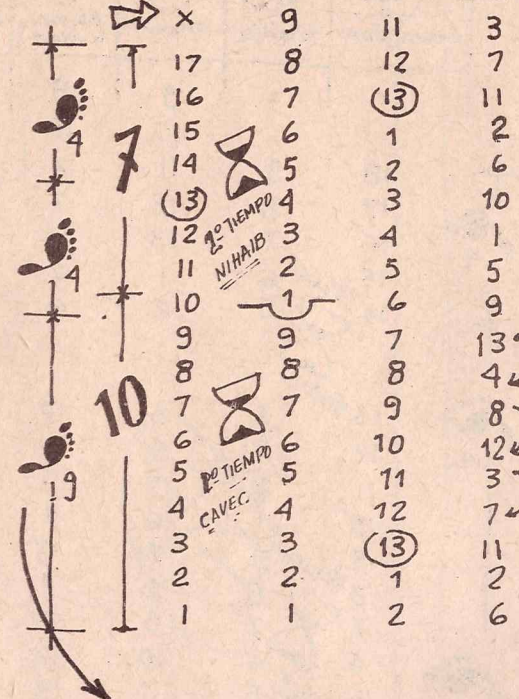 x 9 11 3
17 8 12 7
16 7 13 11
4
15 6 1 2
7
14 5 2 6
13 4 3 10
2º TIEMPO
12 3 4 1
NIHAIB
4
11 2 5 5
10 1 6 9
9 9 7 13
8 8 8 4
10
7 7 9 8
6 6 10 12
1º TIEMPO
5 5 11 3
9
CAVEC
4 4 12 7
3 3 13 11
2 2 1 2
1 1 2 6